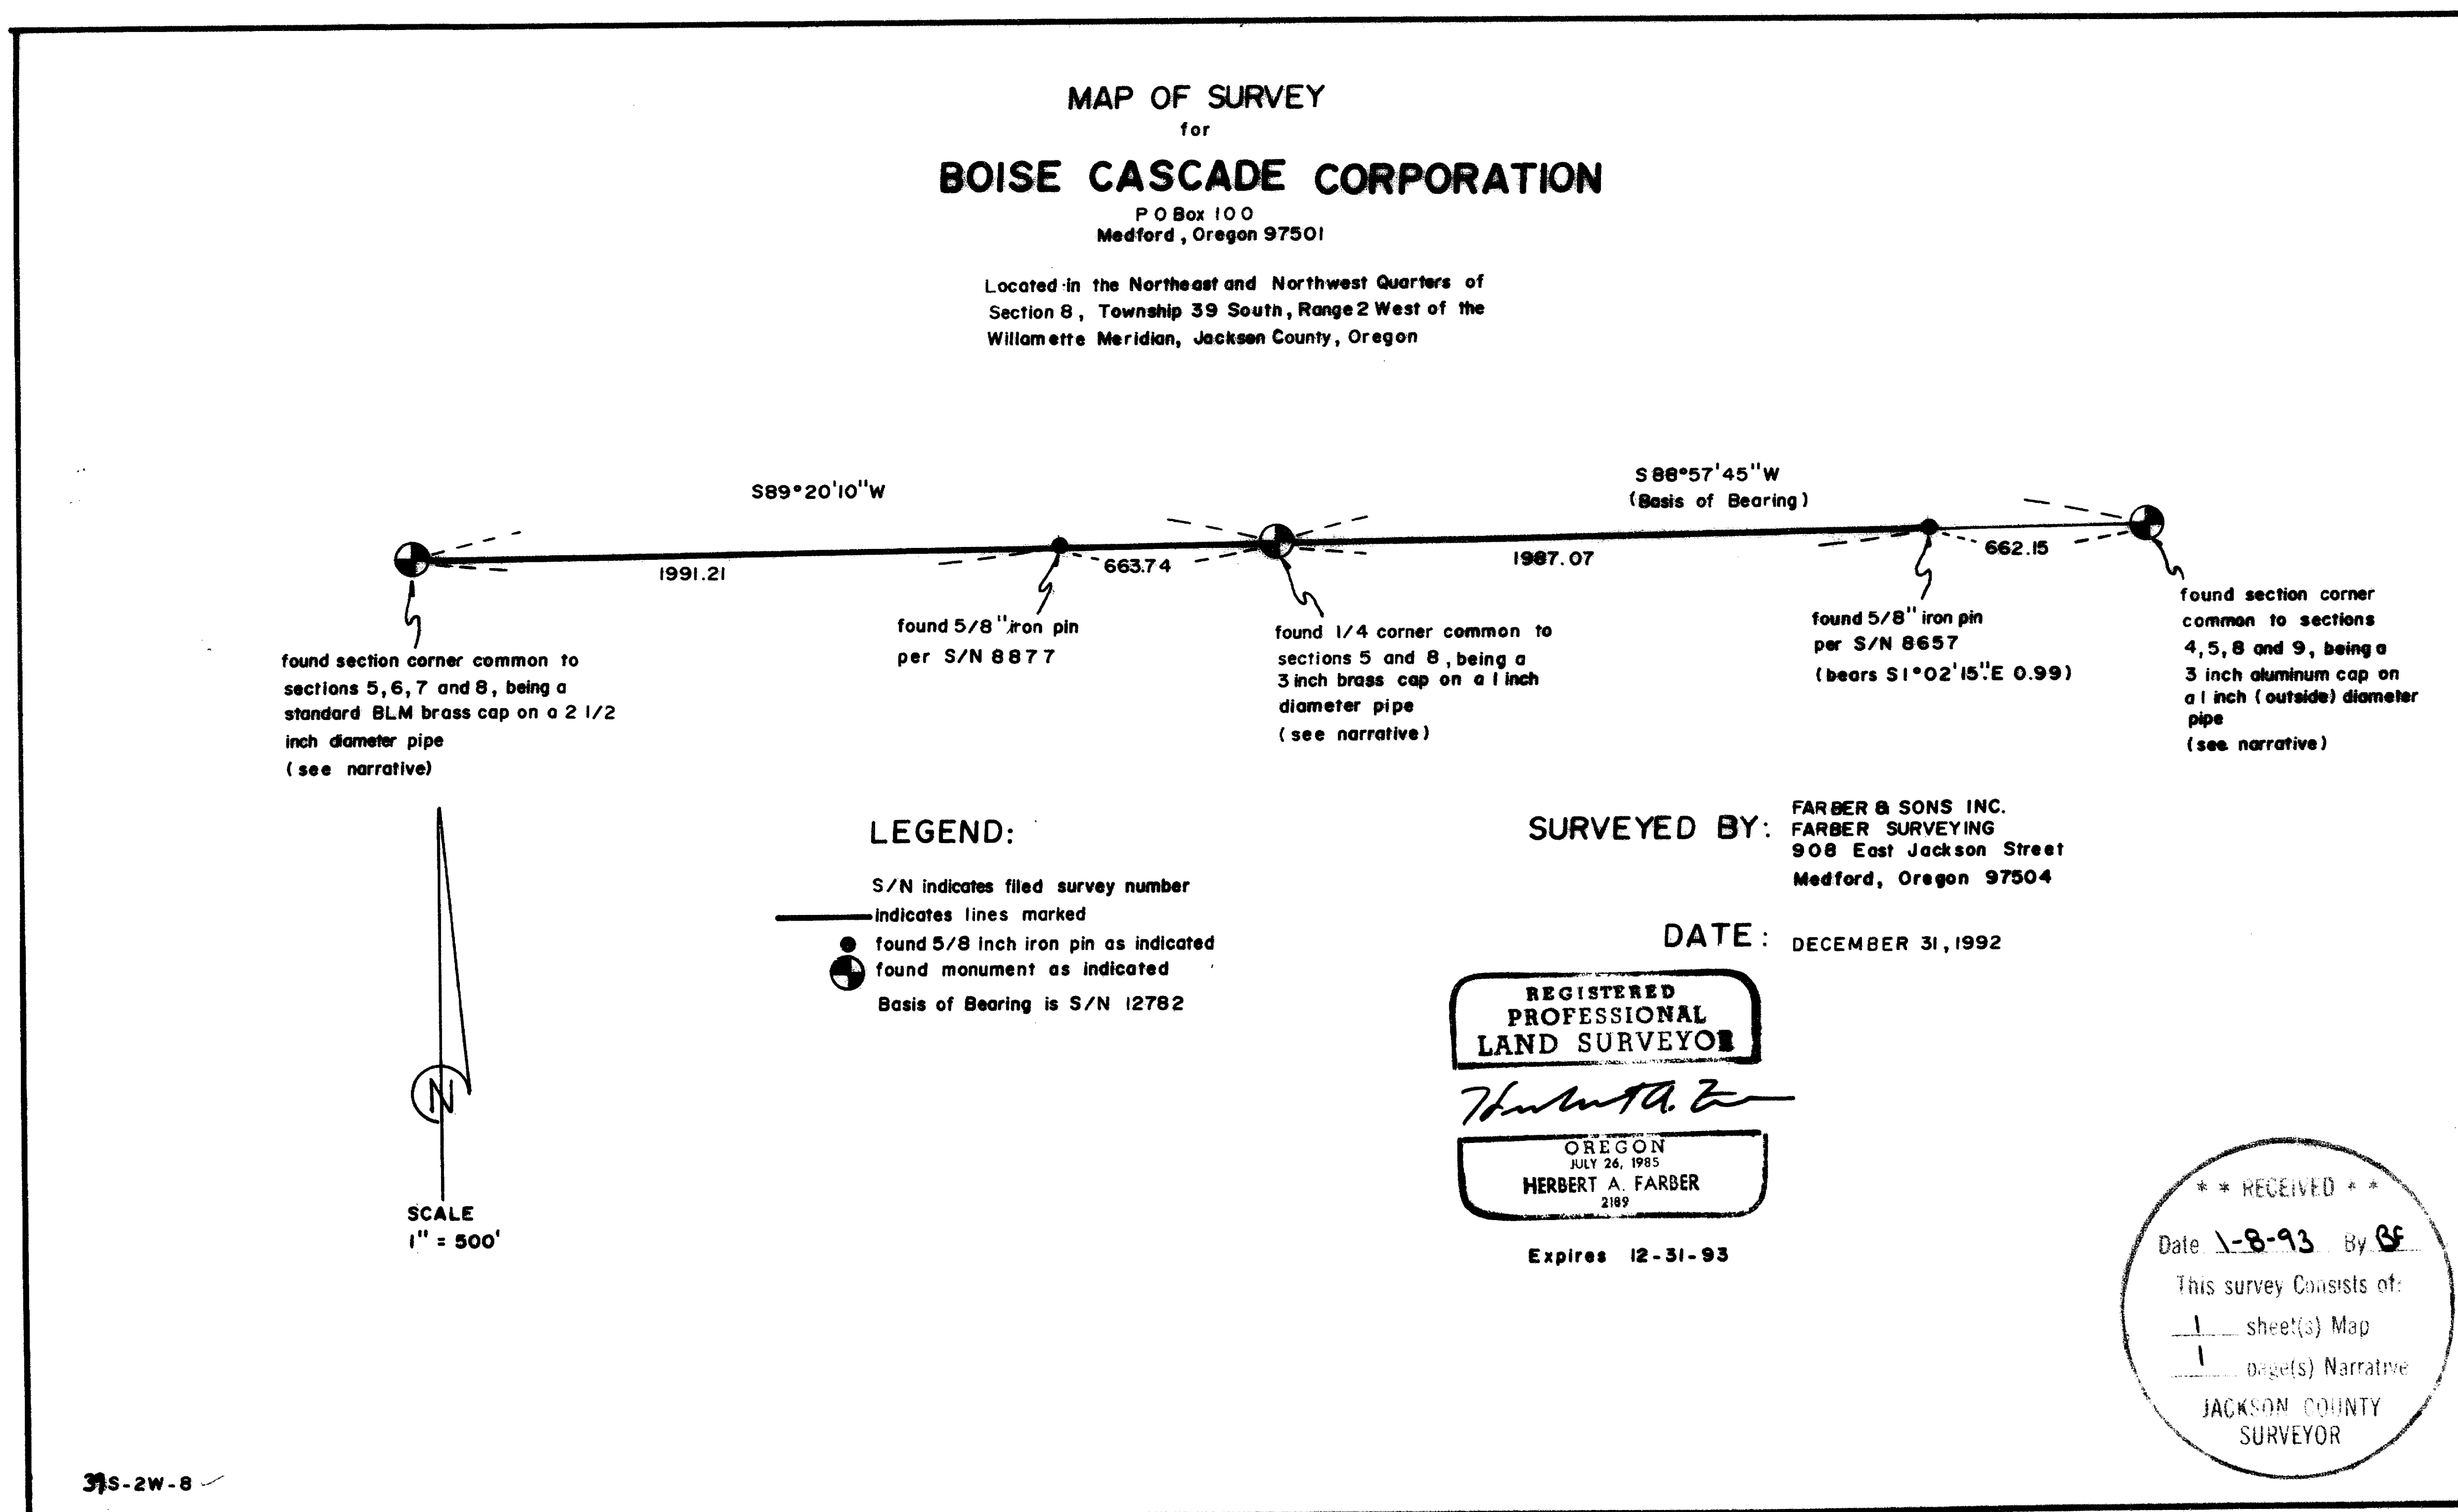 MAP OF SURVEY
for
BOISE CASCADE CORPORATION
P O Box 100
Medford, Oregon 97501
Located in the Northeast and Northwest Quarters of
Section 8, Township 39 South, Range 2 West of the
Willamette Meridian, Jackson County, Oregon
S89°20'10"W
S 88°57'45"W
(Basis of Bearing)
1991.21
663.74
1987.07
662.15
found section corner common to
sections 5, 6, 7 and 8, being a
standard BLM brass cap on a 2 1/2
inch diameter pipe
(see narrative)
found 5/8" iron pin
per S/N 8877
found 1/4 corner common to
sections 5 and 8, being a
3 inch brass cap on a 1 inch
diameter pipe
(see narrative)
found 5/8" iron pin
per S/N 8657
(bears S1°02'15"E 0.99)
found section corner
common to sections
4, 5, 8 and 9, being a
3 inch aluminum cap on
a 1 inch (outside) diameter
pipe
(see narrative)
LEGEND:
S/N indicates filed survey number
indicates lines marked
found 5/8 inch iron pin as indicated
found monument as indicated
Basis of Bearing is S/N 12782
SURVEYED BY:
FARBER & SONS INC.
FARBER SURVEYING
908 East Jackson Street
Medford, Oregon 97504
DATE: DECEMBER 31, 1992
REGISTERED
PROFESSIONAL
LAND SURVEYOR
OREGON
JULY 26, 1985
HERBERT A. FARBER
2189
Expires 12-31-93
N
SCALE
1" = 500'
* * RECEIVED * *
Date 1-8-93 By BF
This survey Consists of:
1 sheet(s) Map
1 page(s) Narrative
JACKSON COUNTY
SURVEYOR
39S-2W-8